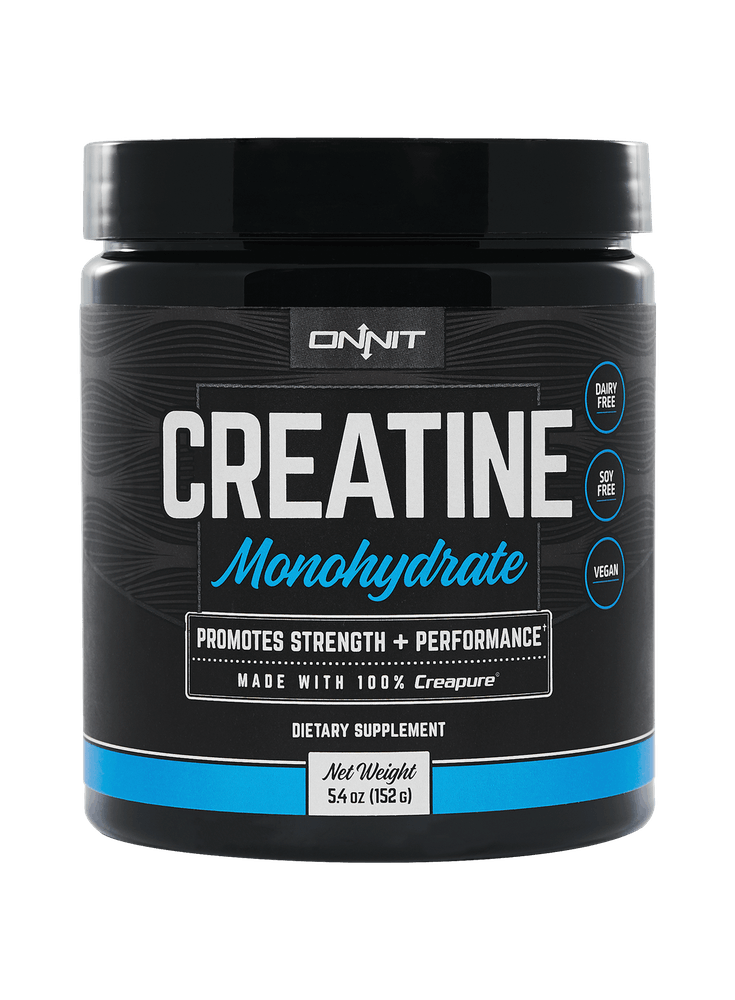 ONNIT
CREATINE
Monohydrate
DAIRY
FREE
SOY
FREE
VEGAN
PROMOTES STRENGTH + PERFORMANCE†
MADE WITH 100% Creapure®
DIETARY SUPPLEMENT
Net Weight
5.4 OZ (152 G)